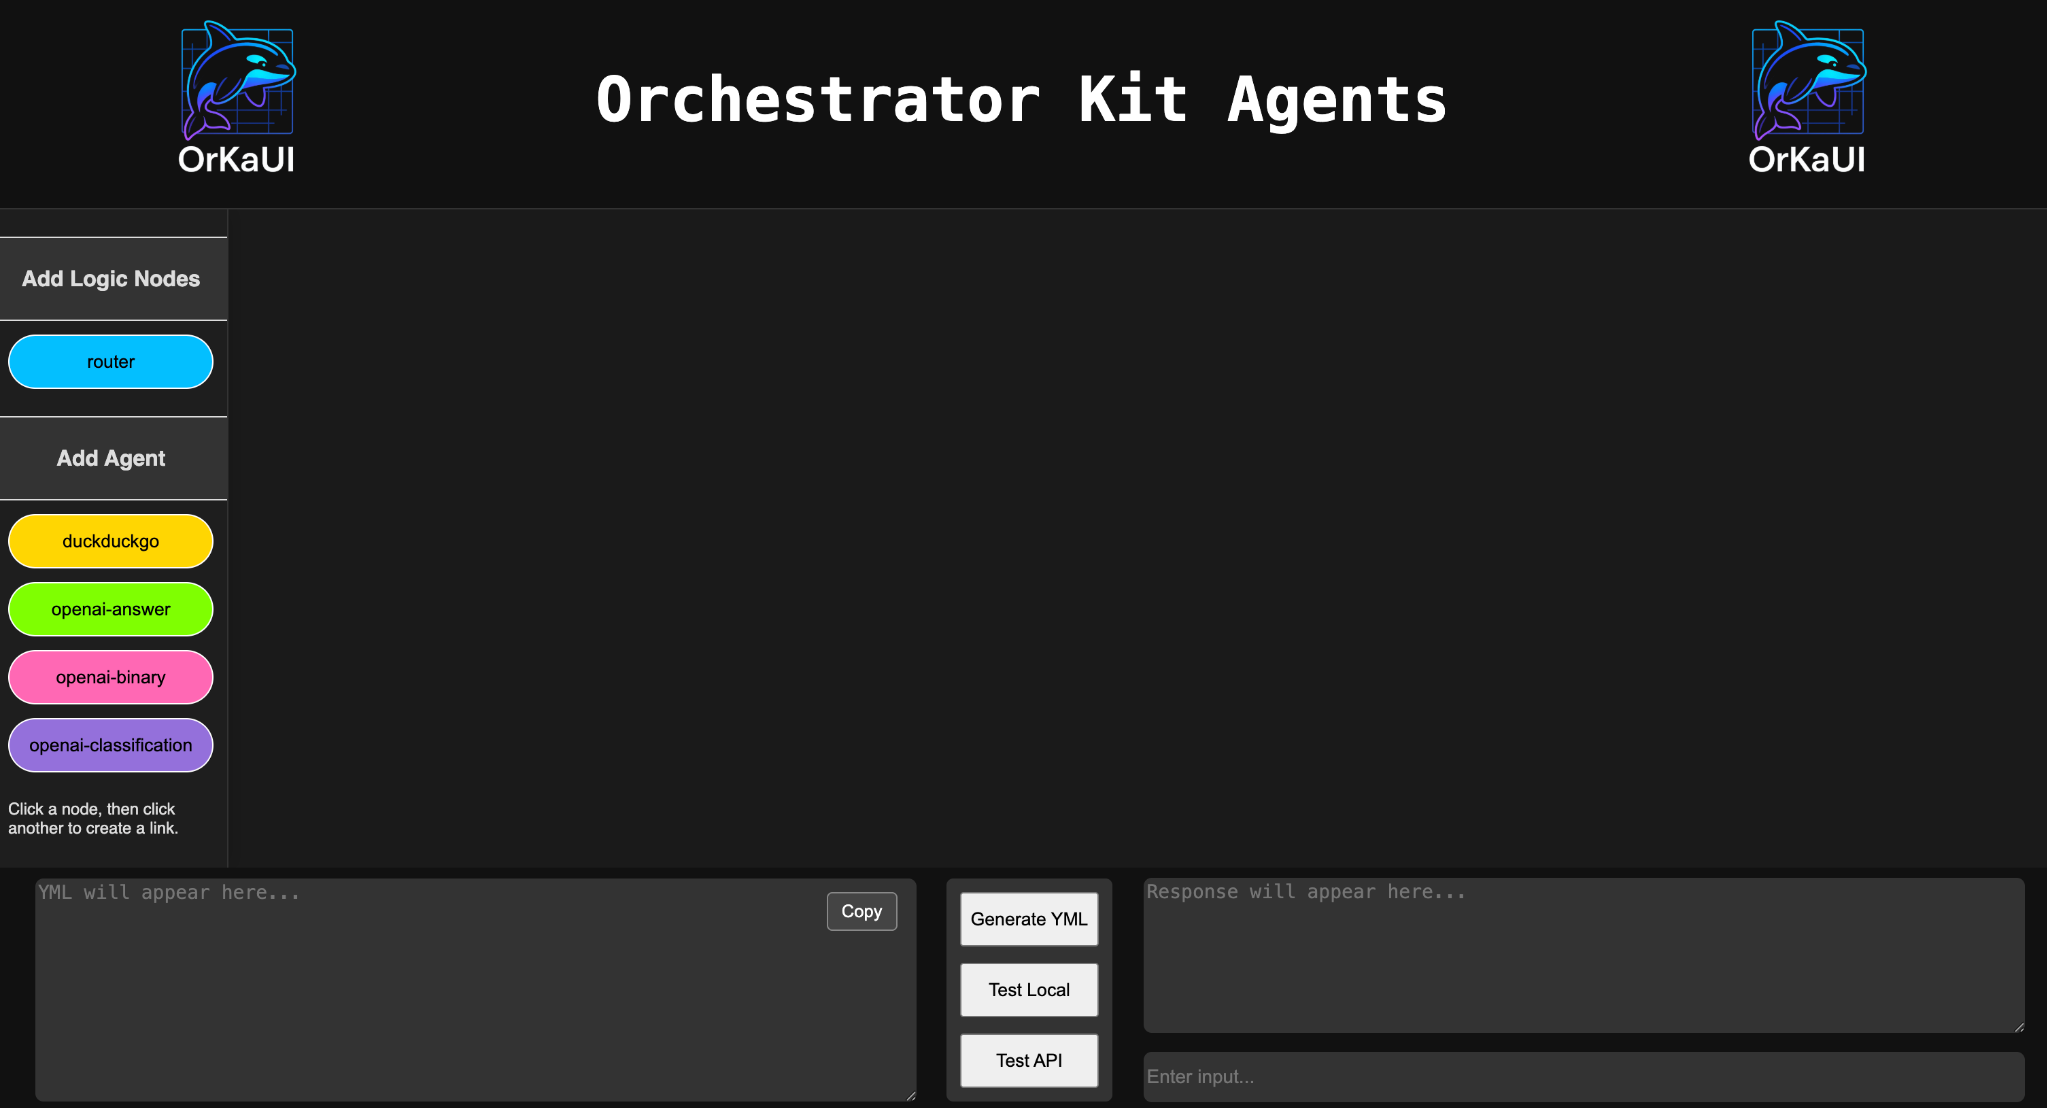 OrKaUI
Orchestrator Kit Agents
OrKaUI
Add Logic Nodes
router
Add Agent
duckduckgo
openai-answer
openai-binary
openai-classification
Click a node, then click
another to create a link.
YML will appear here...
Copy
Generate YML
Test Local
Test API
Response will appear here...
Enter input...